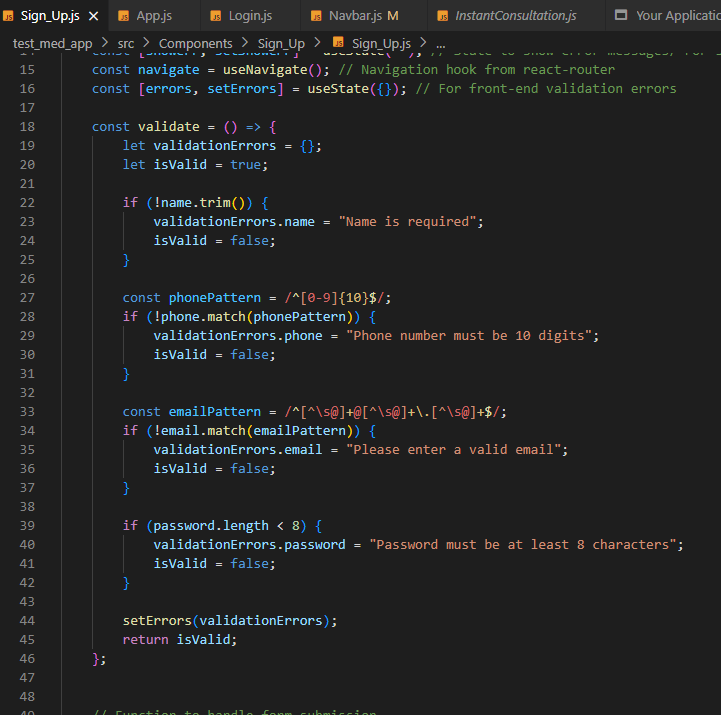 Sign_Up.js × App.js Login.js Navbar.js M InstantConsultation.js Your Applicatio
test_med_app > src > Components > Sign_Up > Sign_Up.js > ...
15 const navigate = useNavigate(); // Navigation hook from react-router
16 const [errors, setErrors] = useState({}); // For front-end validation errors
17
18 const validate = () => {
19 let validationErrors = {};
20 let isValid = true;
21
22 if (!name.trim()) {
23 validationErrors.name = "Name is required";
24 isValid = false;
25 }
26
27 const phonePattern = /^[0-9]{10}$/;
28 if (!phone.match(phonePattern)) {
29 validationErrors.phone = "Phone number must be 10 digits";
30 isValid = false;
31 }
32
33 const emailPattern = /^[^\s@]+@[^\s@]+\.[^\s@]+$/;
34 if (!email.match(emailPattern)) {
35 validationErrors.email = "Please enter a valid email";
36 isValid = false;
37 }
38
39 if (password.length < 8) {
40 validationErrors.password = "Password must be at least 8 characters";
41 isValid = false;
42 }
43
44 setErrors(validationErrors);
45 return isValid;
46 };
47
48
49 // Function to handle form submission